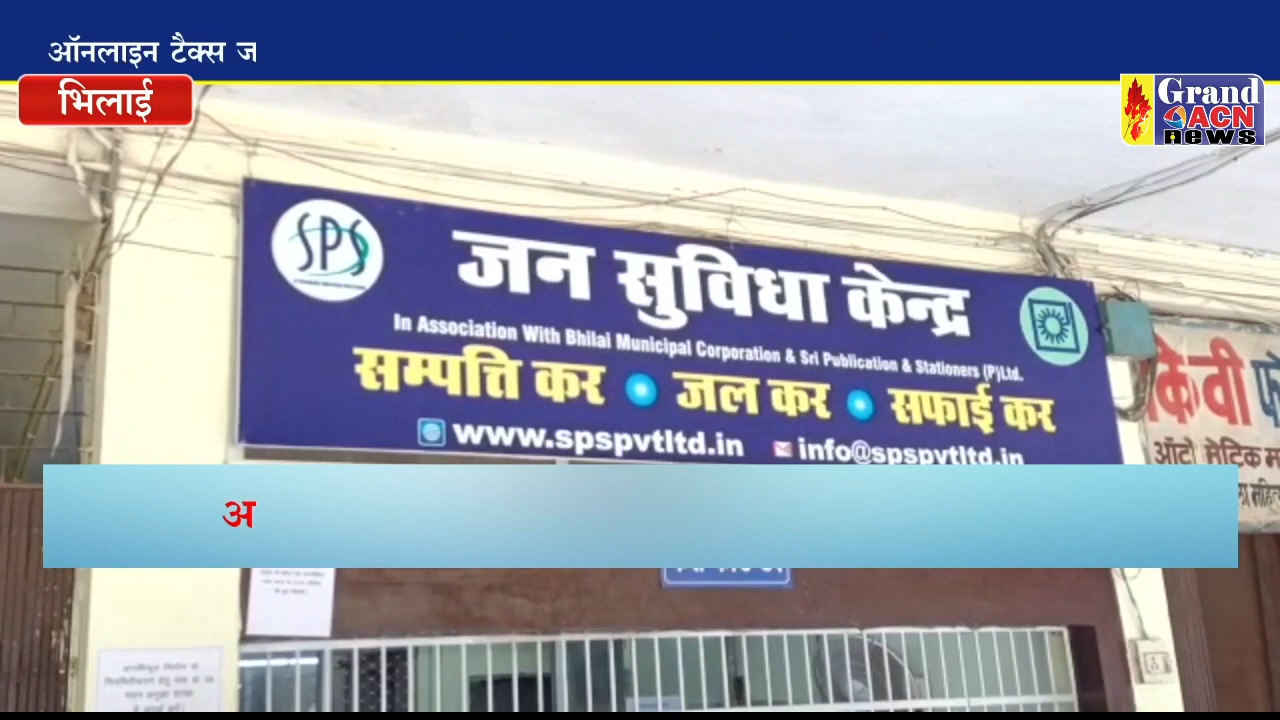 ऑनलाइन टैक्स ज
भिलाई
Grand
ACN
news
SPS
जन सुविधा केन्द्र
In Association With Bhilai Municipal Corporation & Sri Publication & Stationers (P)Ltd.
सम्पत्ति कर जल कर सफाई कर
www.spspvtltd.in info@spspvtltd.in
किवी
ऑटो मेटिक
अ